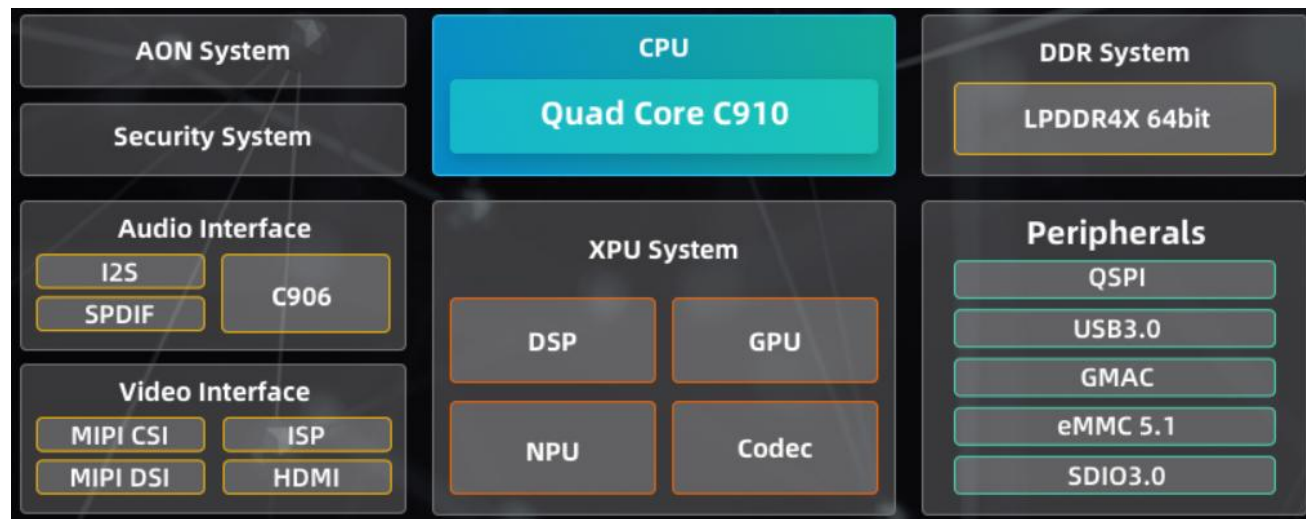 AON System
Security System
CPU
Quad Core C910
DDR System
LPDDR4X 64bit
Audio Interface
I2S
SPDIF
C906
Video Interface
MIPI CSI
ISP
MIPI DSI
HDMI
XPU System
DSP
GPU
NPU
Codec
Peripherals
QSPI
USB3.0
GMAC
eMMC 5.1
SDIO3.0